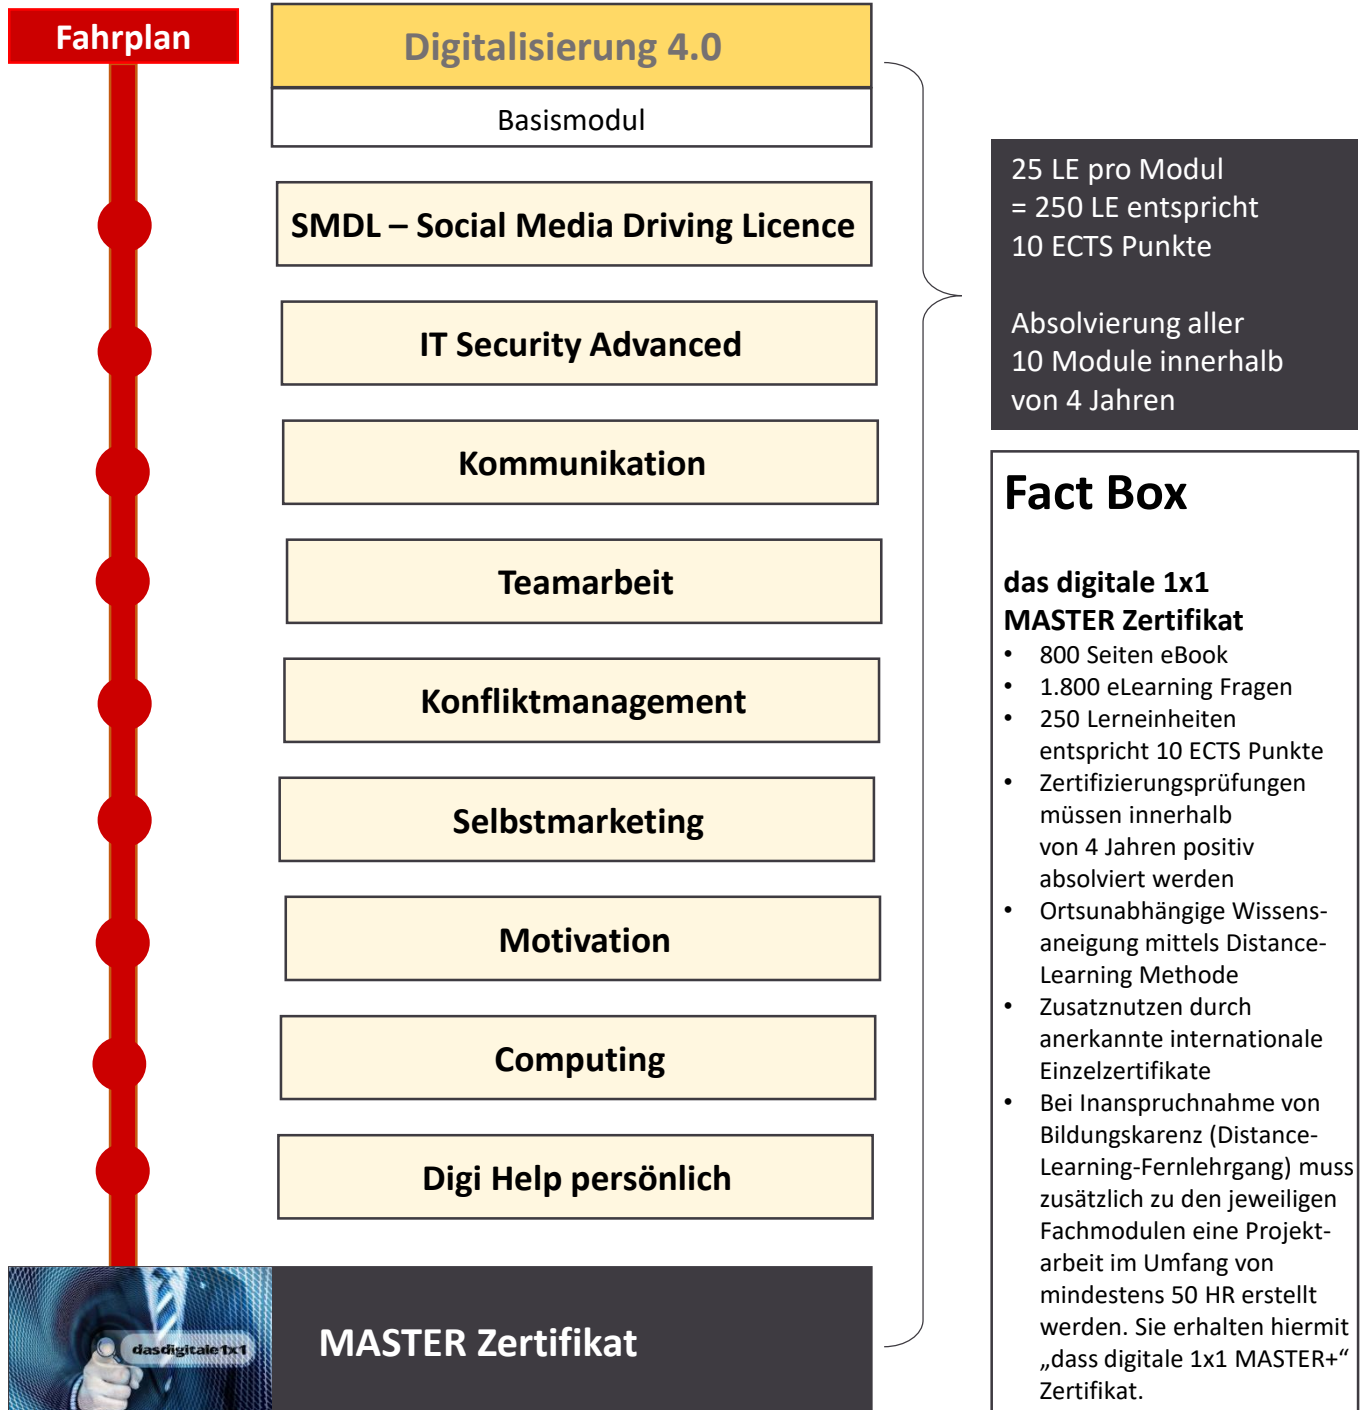 Fahrplan
Digitalisierung 4.0
Basismodul
SMDL – Social Media Driving Licence
IT Security Advanced
Kommunikation
Teamarbeit
Konfliktmanagement
Selbstmarketing
Motivation
Computing
Digi Help persönlich
dasdigitale1x1
MASTER Zertifikat
25 LE pro Modul
= 250 LE entspricht
10 ECTS Punkte
Absolvierung aller
10 Module innerhalb
von 4 Jahren
Fact Box
das digitale 1x1
MASTER Zertifikat
• 800 Seiten eBook
• 1.800 eLearning Fragen
• 250 Lerneinheiten
entspricht 10 ECTS Punkte
• Zertifizierungsprüfungen
müssen innerhalb
von 4 Jahren positiv
absolviert werden
• Ortsunabhängige Wissens-
aneigung mittels Distance-
Learning Methode
• Zusatznutzen durch
anerkannte internationale
Einzelzertifikate
• Bei Inanspruchnahme von
Bildungskarenz (Distance-
Learning-Fernlehrgang) muss
zusätzlich zu den jeweiligen
Fachmodulen eine Projekt-
arbeit im Umfang von
mindestens 50 HR erstellt
werden. Sie erhalten hiermit
„dass digitale 1x1 MASTER+“
Zertifikat.